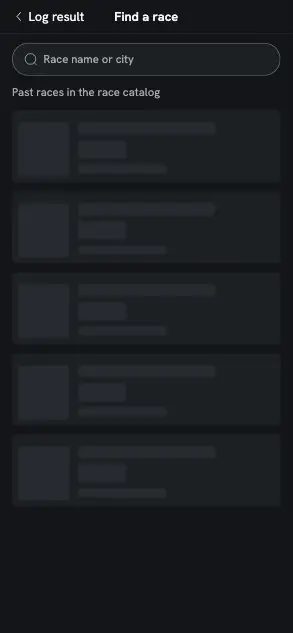 Log result Find a race
Race name or city
Past races in the race catalog